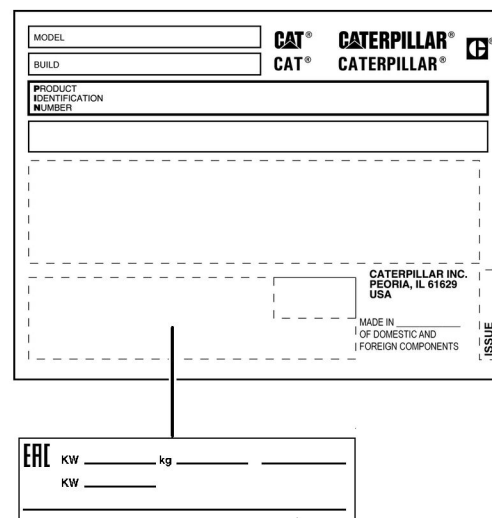 MODEL
CAT® CATERPILLAR® C®
BUILD
CAT® CATERPILLAR®
PRODUCT
IDENTIFICATION
NUMBER
CATERPILLAR INC.
PEORIA, IL 61629
USA
MADE IN
OF DOMESTIC AND
FOREIGN COMPONENTS
ISSUE
EAC KW kg
KW